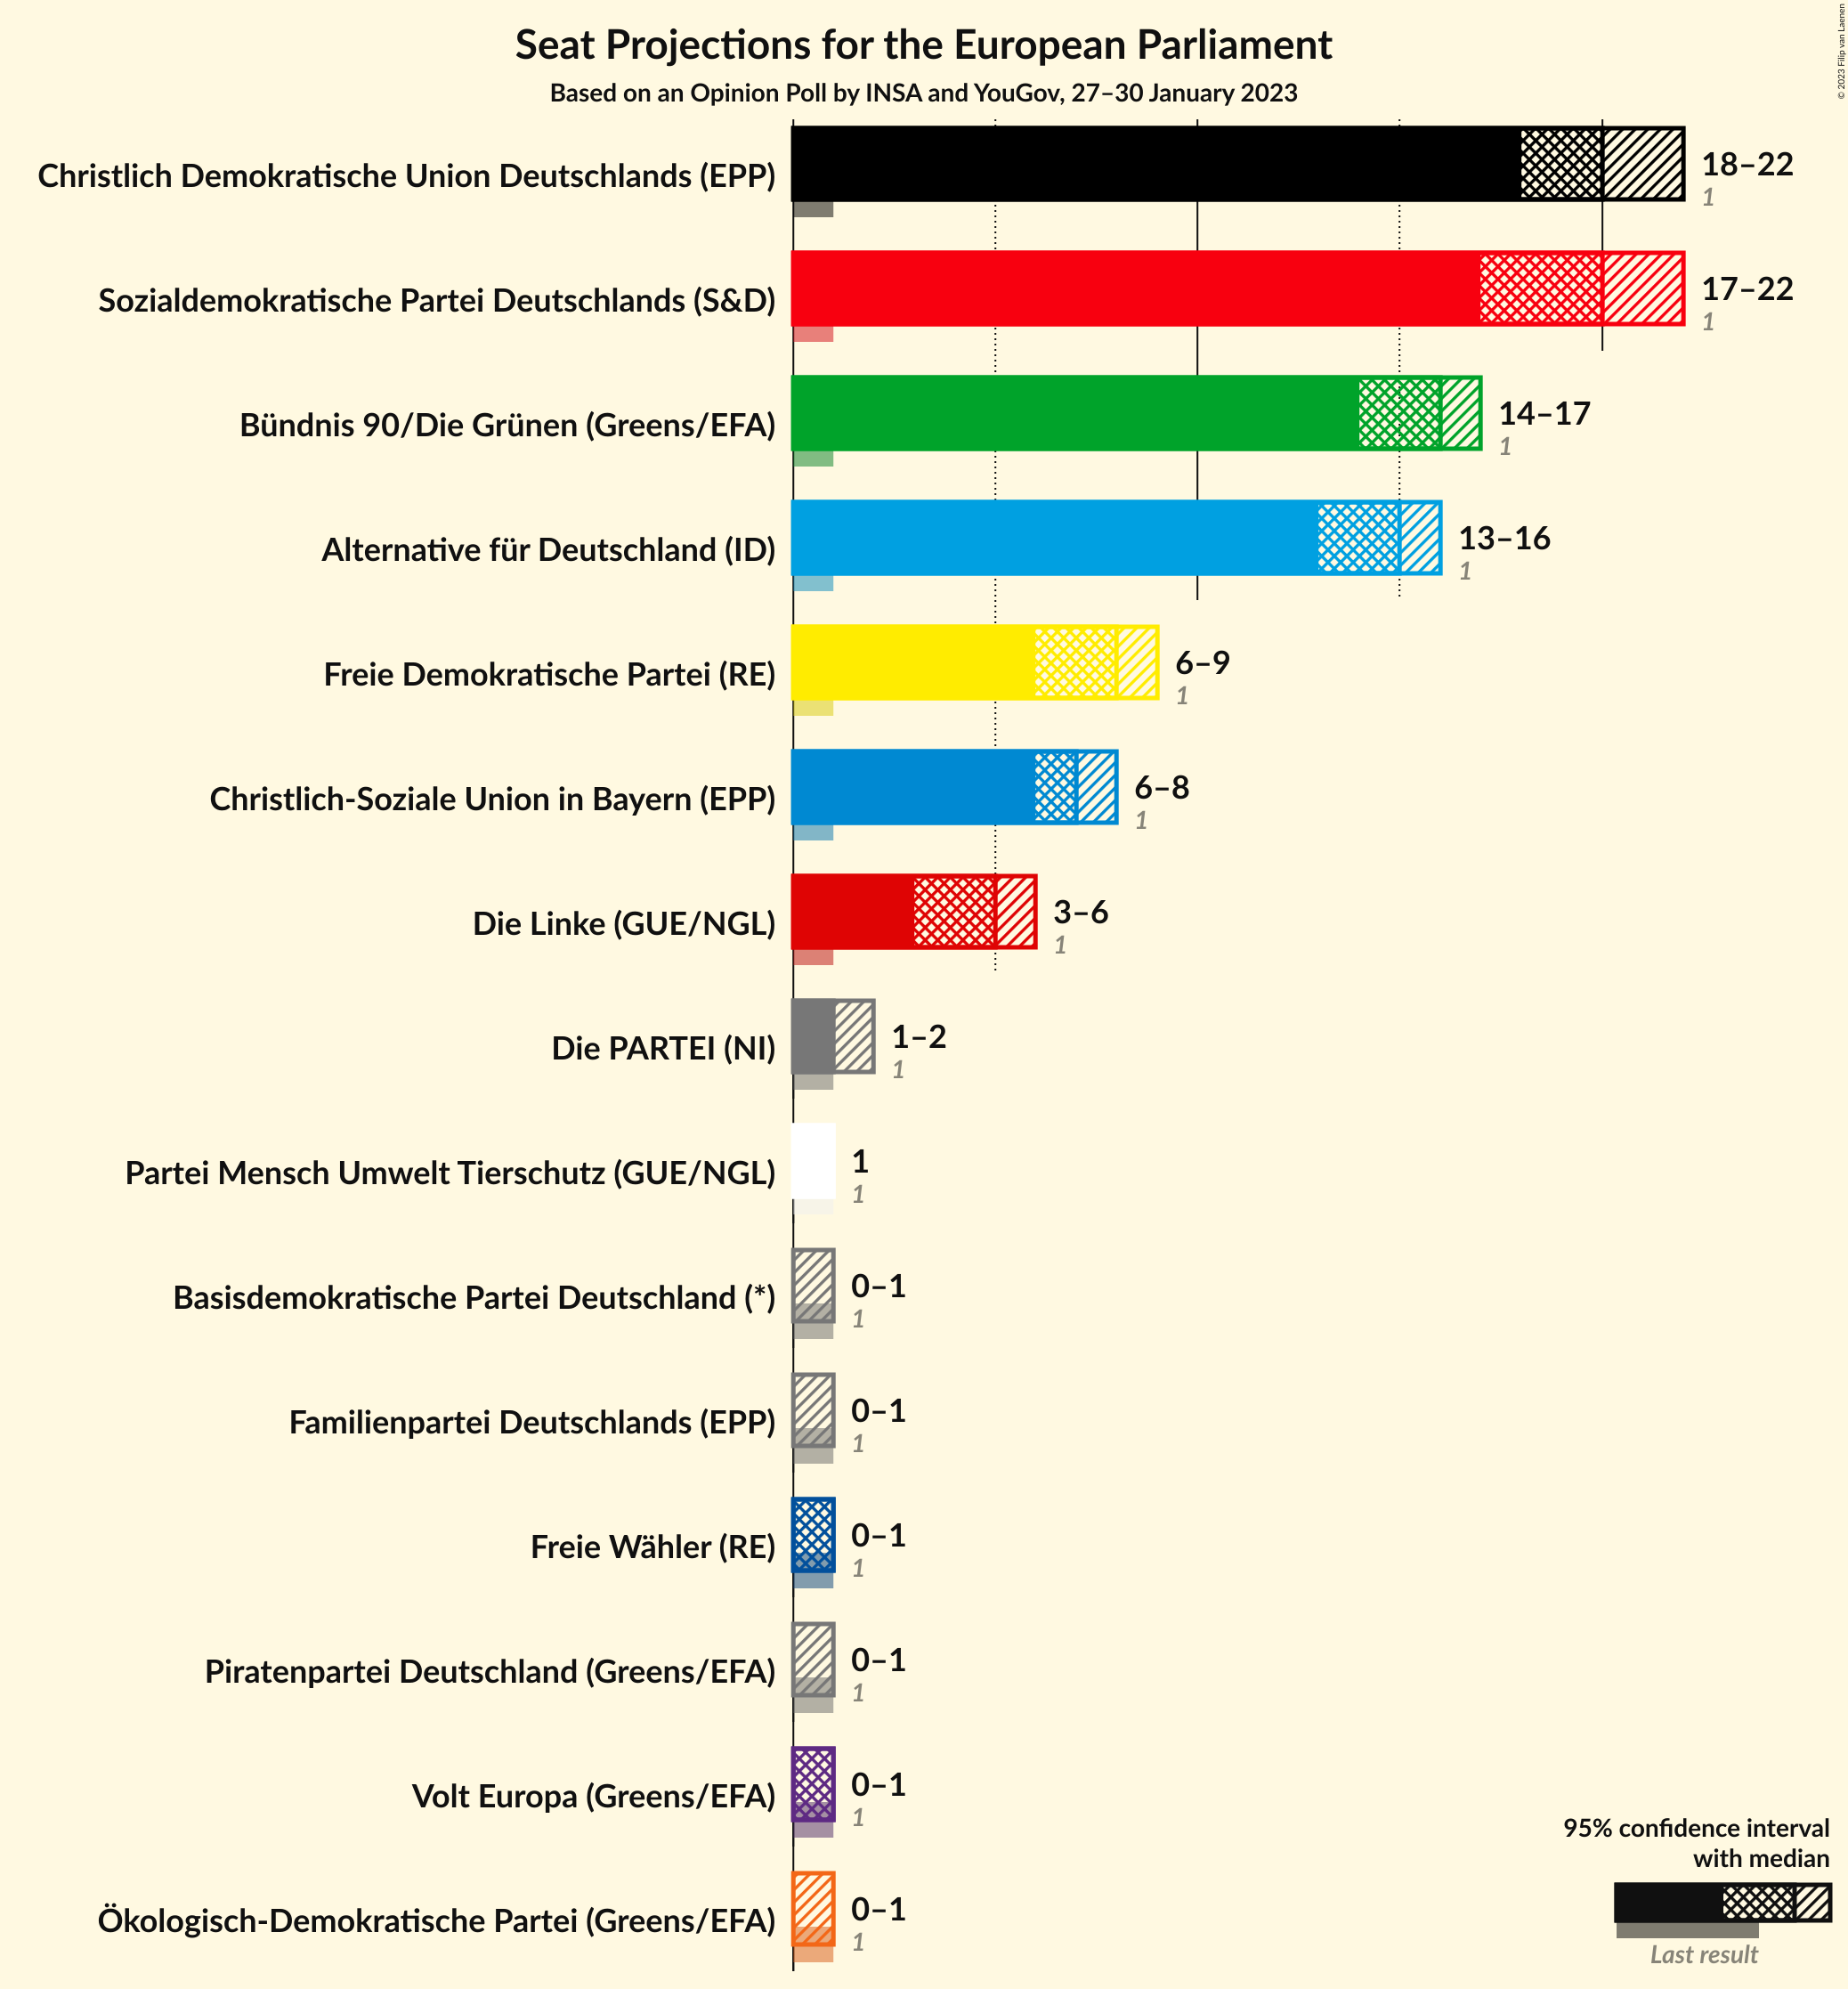 Seat Projections for the European Parliament
Based on an Opinion Poll by INSA and YouGov, 27–30 January 2023
© 2023 Filip van Laenen
Christlich Demokratische Union Deutschlands (EPP)
18–22
1
Sozialdemokratische Partei Deutschlands (S&D)
17–22
1
Bündnis 90/Die Grünen (Greens/EFA)
14–17
1
Alternative für Deutschland (ID)
13–16
1
Freie Demokratische Partei (RE)
6–9
1
Christlich-Soziale Union in Bayern (EPP)
6–8
1
Die Linke (GUE/NGL)
3–6
1
Die PARTEI (NI)
1–2
1
Partei Mensch Umwelt Tierschutz (GUE/NGL)
1
1
Basisdemokratische Partei Deutschland (*)
0–1
1
Familienpartei Deutschlands (EPP)
0–1
1
Freie Wähler (RE)
0–1
1
Piratenpartei Deutschland (Greens/EFA)
0–1
1
Volt Europa (Greens/EFA)
0–1
1
Ökologisch-Demokratische Partei (Greens/EFA)
0–1
1
95% confidence interval
with median
Last result